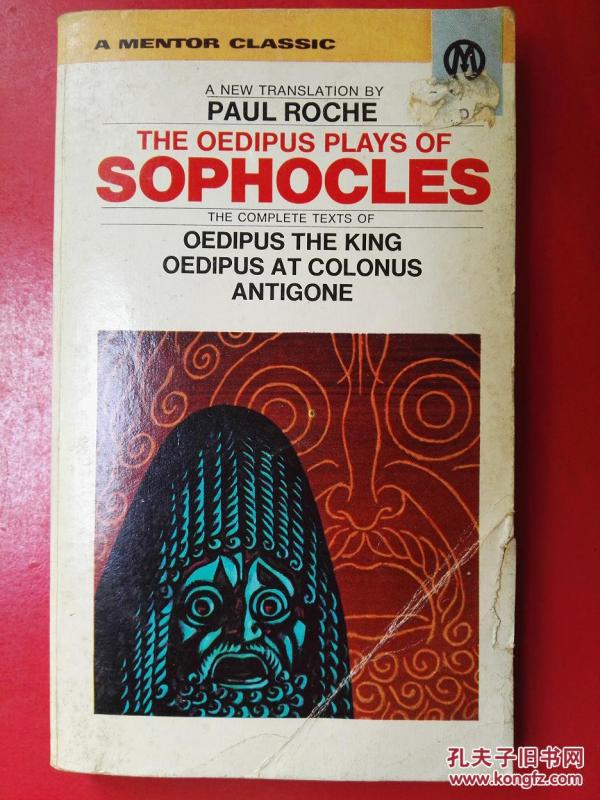 A MENTOR CLASSIC
M
A NEW TRANSLATION BY
PAUL ROCHE
THE OEDIPUS PLAYS OF
SOPHOCLES
THE COMPLETE TEXTS OF
OEDIPUS THE KING
OEDIPUS AT COLONUS
ANTIGONE
孔夫子旧书网
www.kongfz.com